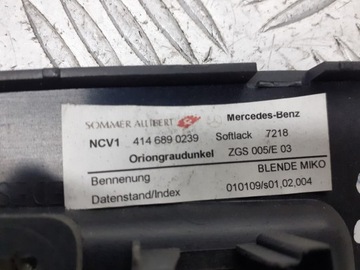 SOMMER ALLIBERT Mercedes-Benz
NCV1 414 689 0239 Softlack 7218
Oriongraudunkel ZGS 005/E 03
Bennenung BLENDE MIKO
Datenstand/Index 010109/s01,02,004